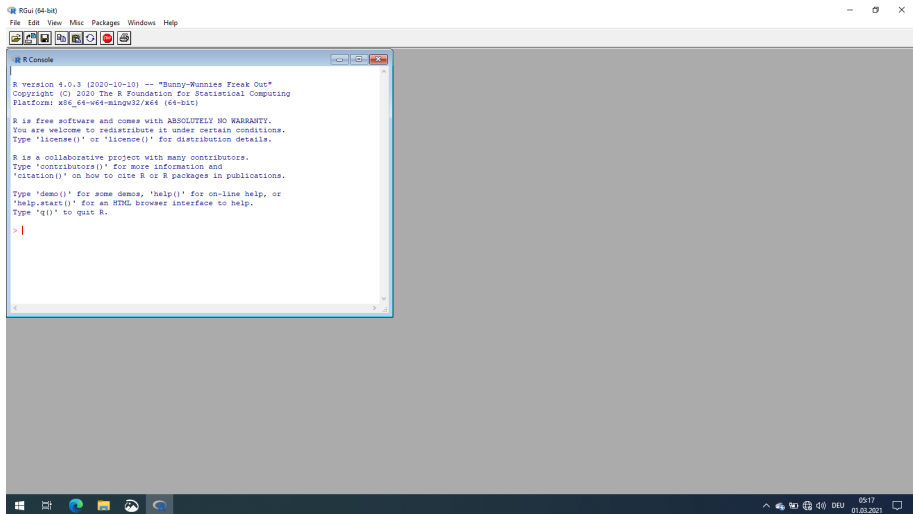 RGui (64-bit)
File Edit View Misc Packages Windows Help
R Console
R version 4.0.3 (2020-10-10) -- "Bunny-Wunnies Freak Out"
Copyright (C) 2020 The R Foundation for Statistical Computing
Platform: x86_64-w64-mingw32/x64 (64-bit)
R is free software and comes with ABSOLUTELY NO WARRANTY.
You are welcome to redistribute it under certain conditions.
Type 'license()' or 'licence()' for distribution details.
R is a collaborative project with many contributors.
Type 'contributors()' for more information and
'citation()' on how to cite R or R packages in publications.
Type 'demo()' for some demos, 'help()' for on-line help, or
'help.start()' for an HTML browser interface to help.
Type 'q()' to quit R.
>
DEU
05:17
01.03.2021